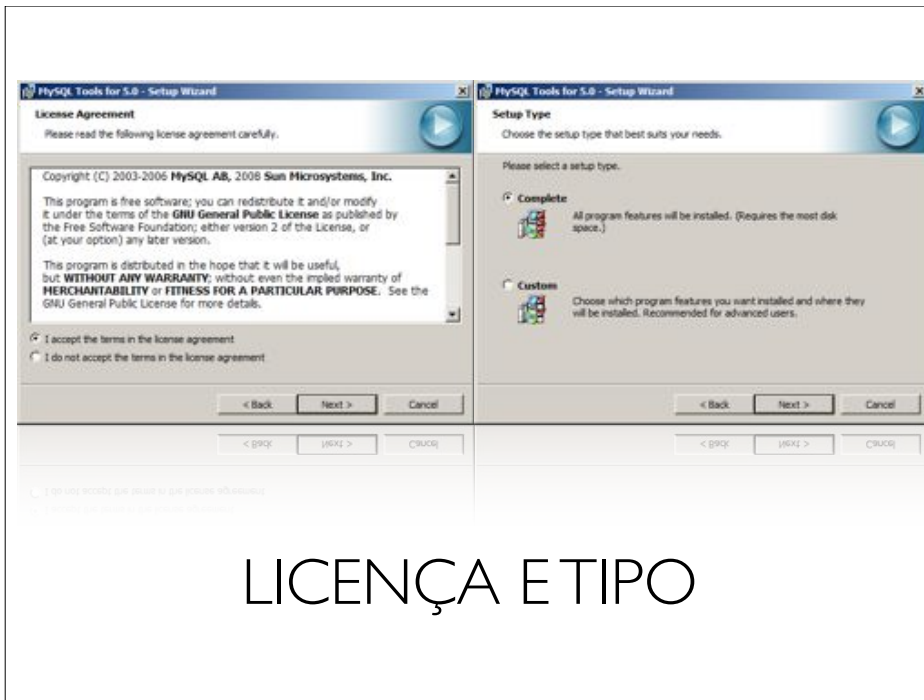 MySQL Tools for 5.0 - Setup Wizard
License Agreement
Please read the following license agreement carefully.
Copyright (C) 2003-2006 MySQL AB, 2008 Sun Microsystems, Inc.
This program is free software; you can redistribute it and/or modify
it under the terms of the GNU General Public License as published by
the Free Software Foundation; either version 2 of the License, or
(at your option) any later version.
This program is distributed in the hope that it will be useful,
but WITHOUT ANY WARRANTY; without even the implied warranty of
MERCHANTABILITY or FITNESS FOR A PARTICULAR PURPOSE. See the
GNU General Public License for more details.
I accept the terms in the license agreement
I do not accept the terms in the license agreement
< Back
Next >
Cancel
MySQL Tools for 5.0 - Setup Wizard
Setup Type
Choose the setup type that best suits your needs.
Please select a setup type.
Complete
All program features will be installed. (Requires the most disk
space.)
Custom
Choose which program features you want installed and where they
will be installed. Recommended for advanced users.
< Back
Next >
Cancel
LICENÇA E TIPO